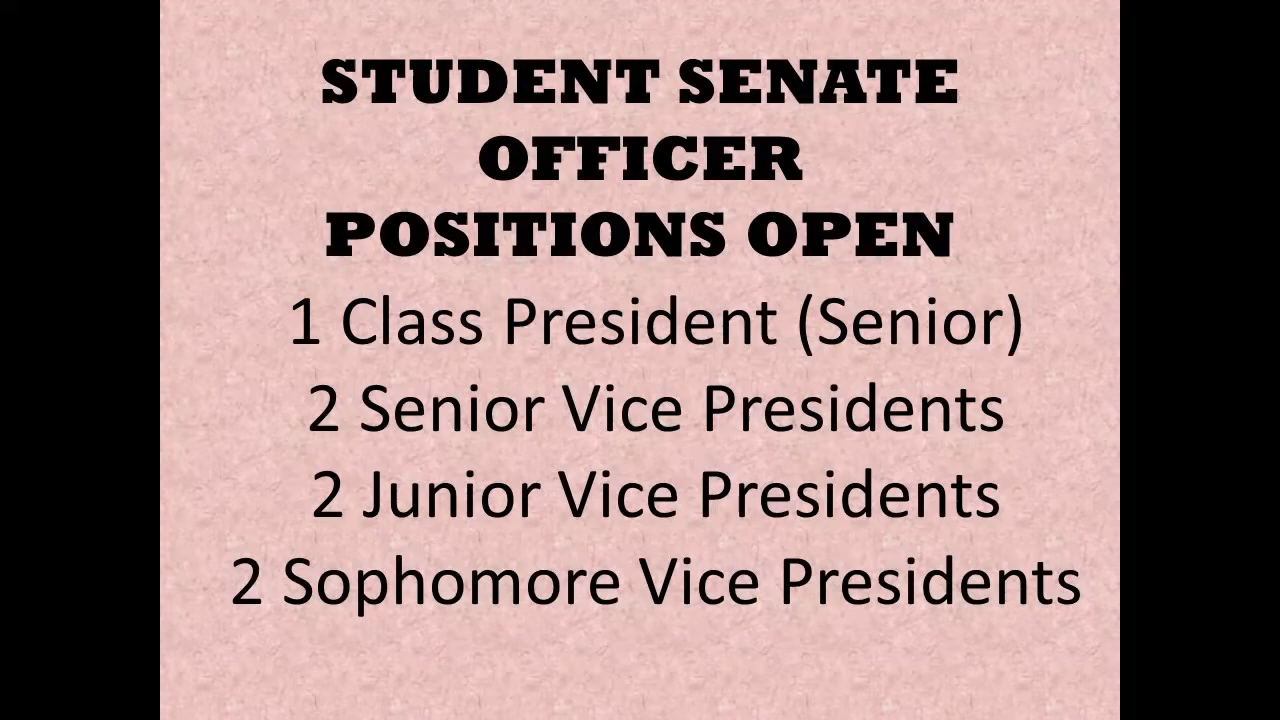 STUDENT SENATE
OFFICER
POSITIONS OPEN
1 Class President (Senior)
2 Senior Vice Presidents
2 Junior Vice Presidents
2 Sophomore Vice Presidents